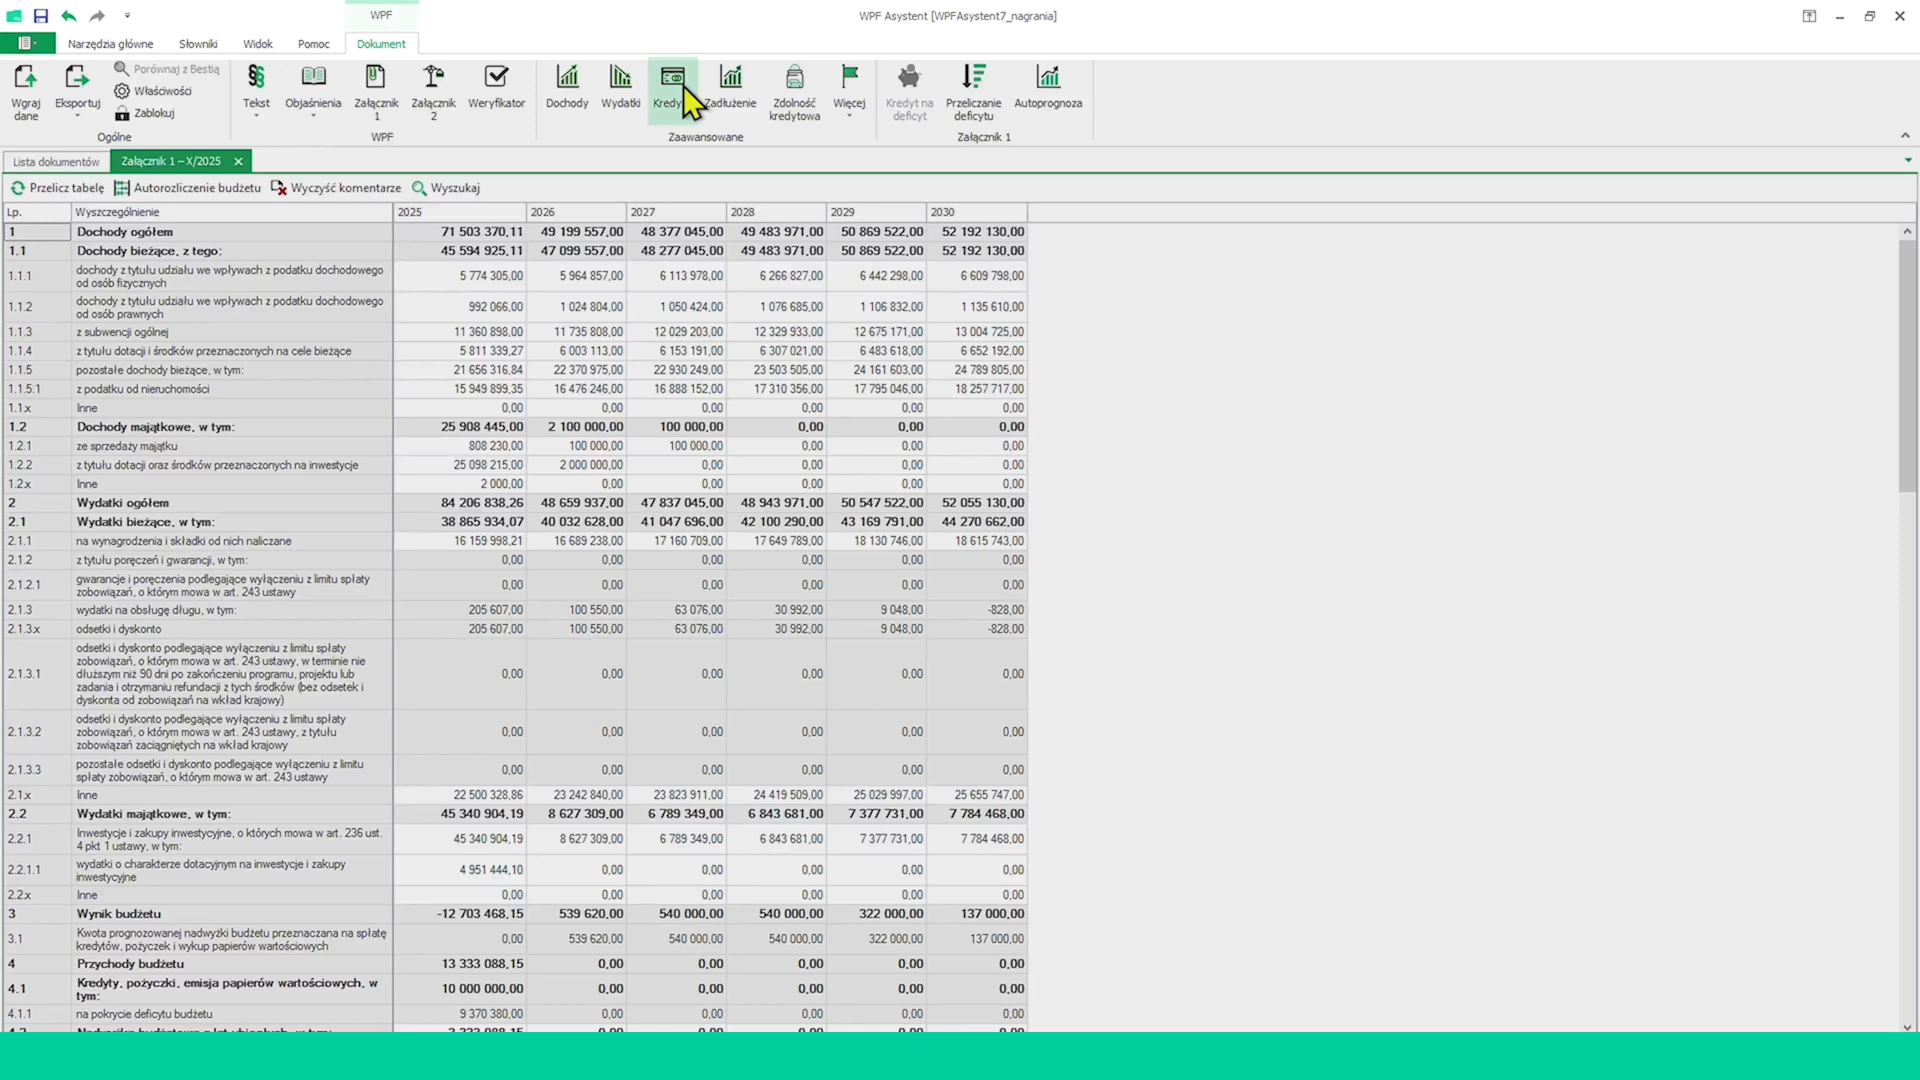 WPF
WPF Asystent [WPFAsystent7_nagrania]
Narzędzia główne Słowniki Widok Pomoc Dokument
Wgraj dane
Eksportuj
Porównaj z Bestią
Właściwości
Zablokuj
Tekst
Objaśnienia
Załącznik 1
Załącznik 2
Weryfikator
Dochody
Wydatki
Zadłużenie
Zdolność kredytowa
Więcej
Kredyt na deficyt
Przeliczanie deficytu
Autoprognoza
Ogólne WPF Zaawansowane Załącznik 1
Lista dokumentów Załącznik 1 – X/2025
Przelicz tabelę Autorozliczenie budżetu Wyczyść komentarze Wyszukaj
Lp. Wyszczególnienie 2025 2026 2027 2028 2029 2030
1 Dochody ogółem 71 503 370,11 49 199 557,00 48 377 045,00 49 483 971,00 50 869 522,00 52 192 130,00
1.1 Dochody bieżące, z tego: 45 594 925,11 47 099 557,00 48 277 045,00 49 483 971,00 50 869 522,00 52 192 130,00
1.1.1 dochody z tytułu udziału we wpływach z podatku dochodowego
od osób fizycznych 5 774 305,00 5 964 857,00 6 113 978,00 6 266 827,00 6 442 298,00 6 609 798,00
1.1.2 dochody z tytułu udziału we wpływach z podatku dochodowego
od osób prawnych 992 066,00 1 024 804,00 1 050 424,00 1 076 685,00 1 106 832,00 1 135 610,00
1.1.3 z subwencji ogólnej 11 360 898,00 11 735 808,00 12 029 203,00 12 329 933,00 12 675 171,00 13 004 725,00
1.1.4 z tytułu dotacji i środków przeznaczonych na cele bieżące 5 811 339,27 6 003 113,00 6 153 191,00 6 307 021,00 6 483 618,00 6 652 192,00
1.1.5 pozostałe dochody bieżące, w tym: 21 656 316,84 22 370 975,00 22 930 249,00 23 503 505,00 24 161 603,00 24 789 805,00
1.1.5.1 z podatku od nieruchomości 15 949 899,35 16 476 246,00 16 888 152,00 17 310 356,00 17 795 046,00 18 257 717,00
1.1.x Inne 0,00 0,00 0,00 0,00 0,00 0,00
1.2 Dochody majątkowe, w tym: 25 908 445,00 2 100 000,00 100 000,00 0,00 0,00 0,00
1.2.1 ze sprzedaży majątku 808 230,00 100 000,00 100 000,00 0,00 0,00 0,00
1.2.2 z tytułu dotacji oraz środków przeznaczonych na inwestycje 25 098 215,00 2 000 000,00 0,00 0,00 0,00 0,00
1.2.x Inne 2 000,00 0,00 0,00 0,00 0,00 0,00
2 Wydatki ogółem 84 206 838,26 48 659 937,00 47 837 045,00 48 943 971,00 50 547 522,00 52 055 130,00
2.1 Wydatki bieżące, w tym: 38 865 934,07 40 032 628,00 41 047 696,00 42 100 290,00 43 169 791,00 44 270 662,00
2.1.1 na wynagrodzenia i składki od nich naliczane 16 159 998,21 16 689 238,00 17 160 709,00 17 649 789,00 18 130 746,00 18 615 743,00
2.1.2 z tytułu poręczeń i gwarancji, w tym: 0,00 0,00 0,00 0,00 0,00 0,00
2.1.2.1 gwarancje i poręczenia podlegające wyłączeniu z limitu spłaty
zobowiązań, o którym mowa w art. 243 ustawy 0,00 0,00 0,00 0,00 0,00 0,00
2.1.3 wydatki na obsługę długu, w tym: 205 607,00 100 550,00 63 076,00 30 992,00 9 048,00 -828,00
2.1.3.x odsetki i dyskonto 205 607,00 100 550,00 63 076,00 30 992,00 9 048,00 -828,00
2.1.3.1 odsetki i dyskonto podlegające wyłączeniu z limitu spłaty
zobowiązań, o którym mowa w art. 243 ustawy, w terminie nie
dłuższym niż 90 dni po zakończeniu programu, projektu lub
zadania i otrzymaniu refundacji z tych środków (bez odsetek i
dyskonta od zobowiązań na wkład krajowy) 0,00 0,00 0,00 0,00 0,00 0,00
2.1.3.2 odsetki i dyskonto podlegające wyłączeniu z limitu spłaty
zobowiązań, o którym mowa w art. 243 ustawy, z tytułu
zobowiązań zaciągniętych na wkład krajowy 0,00 0,00 0,00 0,00 0,00 0,00
2.1.3.3 pozostałe odsetki i dyskonto podlegające wyłączeniu z limitu
spłaty zobowiązań, o którym mowa w art. 243 ustawy 0,00 0,00 0,00 0,00 0,00 0,00
2.1.x Inne 22 500 328,86 23 242 840,00 23 823 911,00 24 419 509,00 25 029 997,00 25 655 747,00
2.2 Wydatki majątkowe, w tym: 45 340 904,19 8 627 309,00 6 789 349,00 6 843 681,00 7 377 731,00 7 784 468,00
2.2.1 Inwestycje i zakupy inwestycyjne, o których mowa w art. 236 ust.
4 pkt 1 ustawy, w tym: 45 340 904,19 8 627 309,00 6 789 349,00 6 843 681,00 7 377 731,00 7 784 468,00
2.2.1.1 wydatki o charakterze dotacyjnym na inwestycje i zakupy
inwestycyjne 4 951 444,10 0,00 0,00 0,00 0,00 0,00
2.2.x Inne 0,00 0,00 0,00 0,00 0,00 0,00
3 Wynik budżetu -12 703 468,15 539 620,00 540 000,00 540 000,00 322 000,00 137 000,00
3.1 Kwota prognozowanej nadwyżki budżetu przeznaczana na spłatę
kredytów, pożyczek i wykup papierów wartościowych 0,00 539 620,00 540 000,00 540 000,00 322 000,00 137 000,00
4 Przychody budżetu 13 333 088,15 0,00 0,00 0,00 0,00 0,00
4.1 Kredyty, pożyczki, emisja papierów wartościowych, w
tym: 10 000 000,00 0,00 0,00 0,00 0,00 0,00
4.1.1 na pokrycie deficytu budżetu 9 370 380,00 0,00 0,00 0,00 0,00 0,00